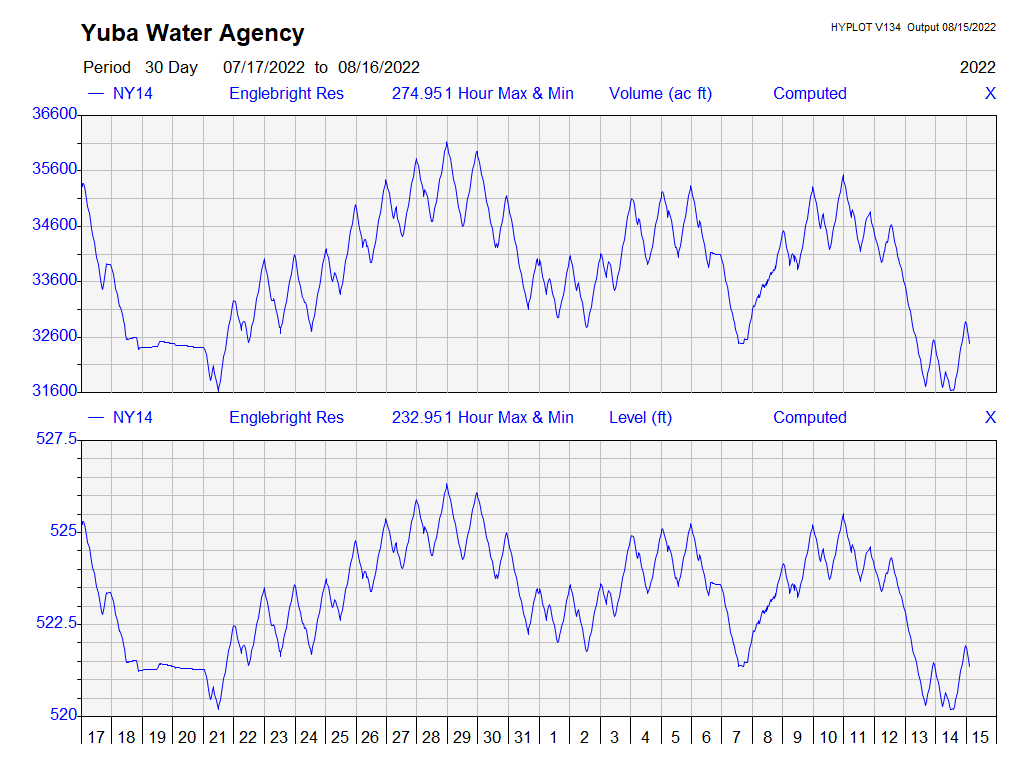 Yuba Water Agency
HYPLOT V134 Output 08/15/2022
Period 30 Day 07/17/2022 to 08/16/2022 2022
NY14 Englebright Res 274.951 Hour Max & Min Volume (ac ft) Computed X
36600
35600
34600
33600
32600
31600
NY14 Englebright Res 232.951 Hour Max & Min Level (ft) Computed X
527.5
525
522.5
520
17 18 19 20 21 22 23 24 25 26 27 28 29 30 31 1 2 3 4 5 6 7 8 9 10 11 12 13 14 15